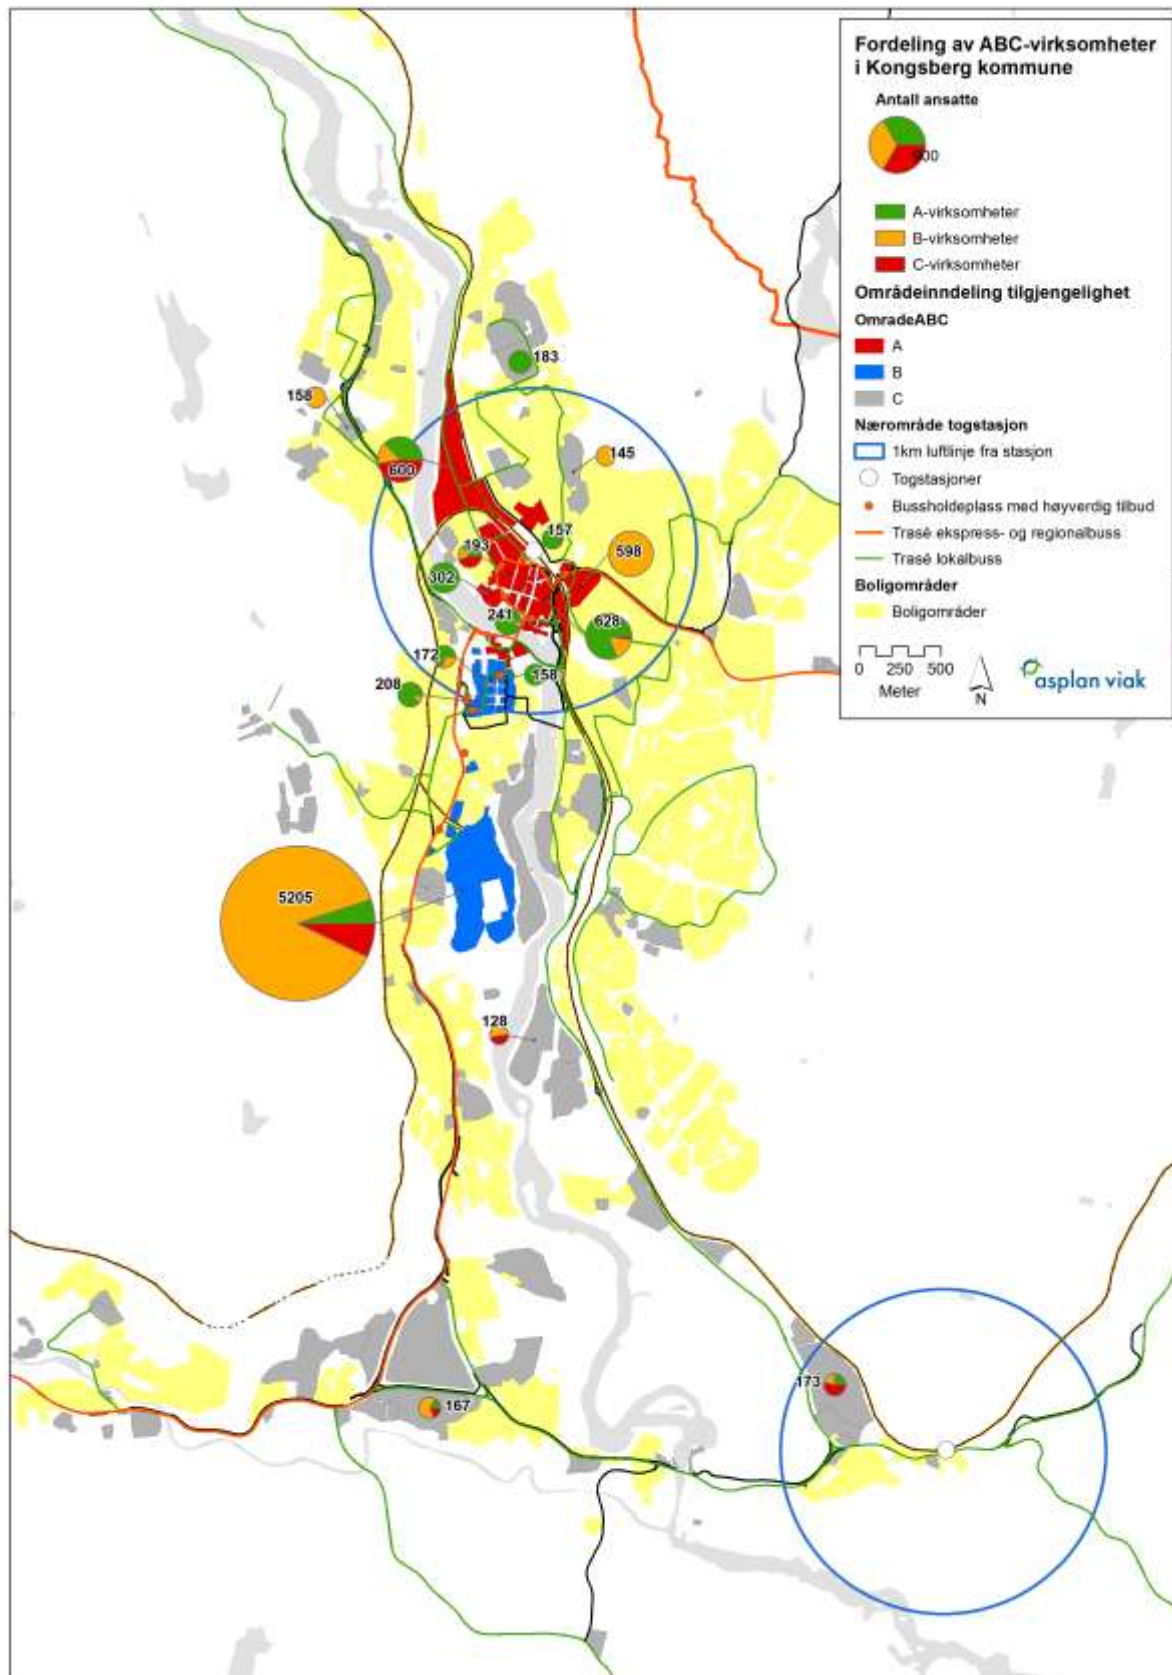 Fordeling av ABC-virksomheter
i Kongsberg kommune
Antall ansatte
A-virksomheter
B-virksomheter
C-virksomheter
Områdeinndeling tilgjengelighet
OmradeABC
A
B
C
Nærområde togstasjon
1km luftlinje fra stasjon
Togstasjoner
Bussholdeplass med høyverdig tilbud
Trasé ekspress- og regionalbuss
Trasé lokalbuss
Boligområder
Boligområder
0 250 500
Meter
N
asplan viak
183
158
145
600
157
193
598
302
241
628
172
158
208
5205
128
173
167